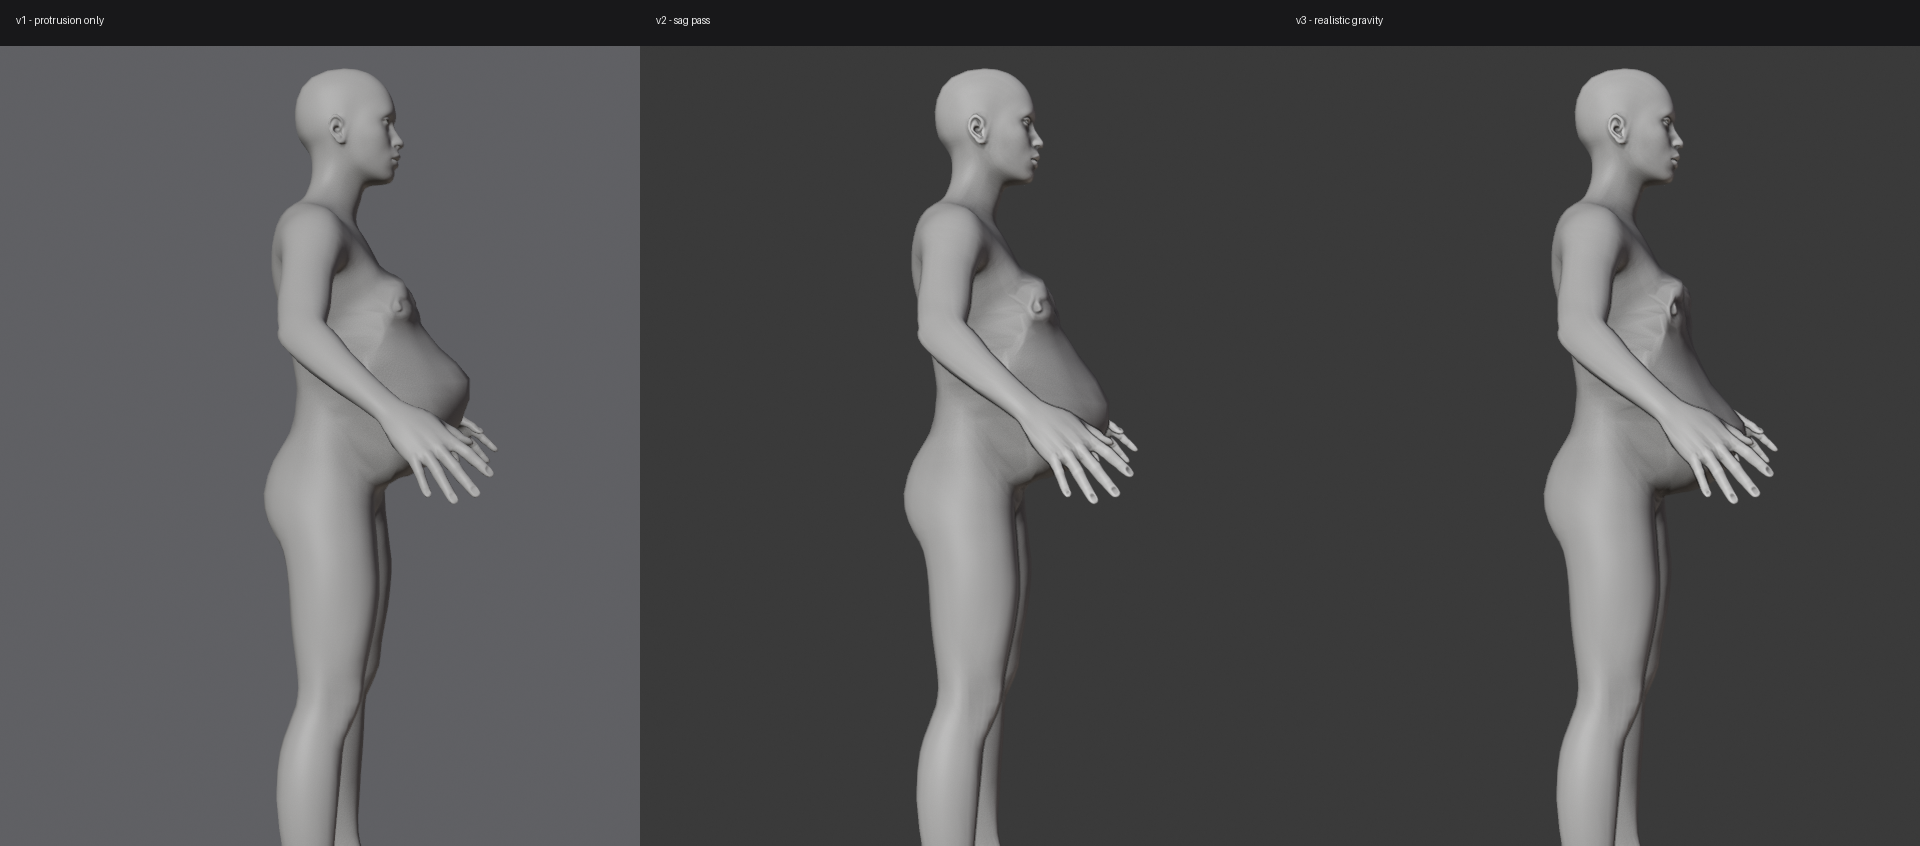 v1 - protrusion only
v2 - sag pass
v3 - realistic gravity